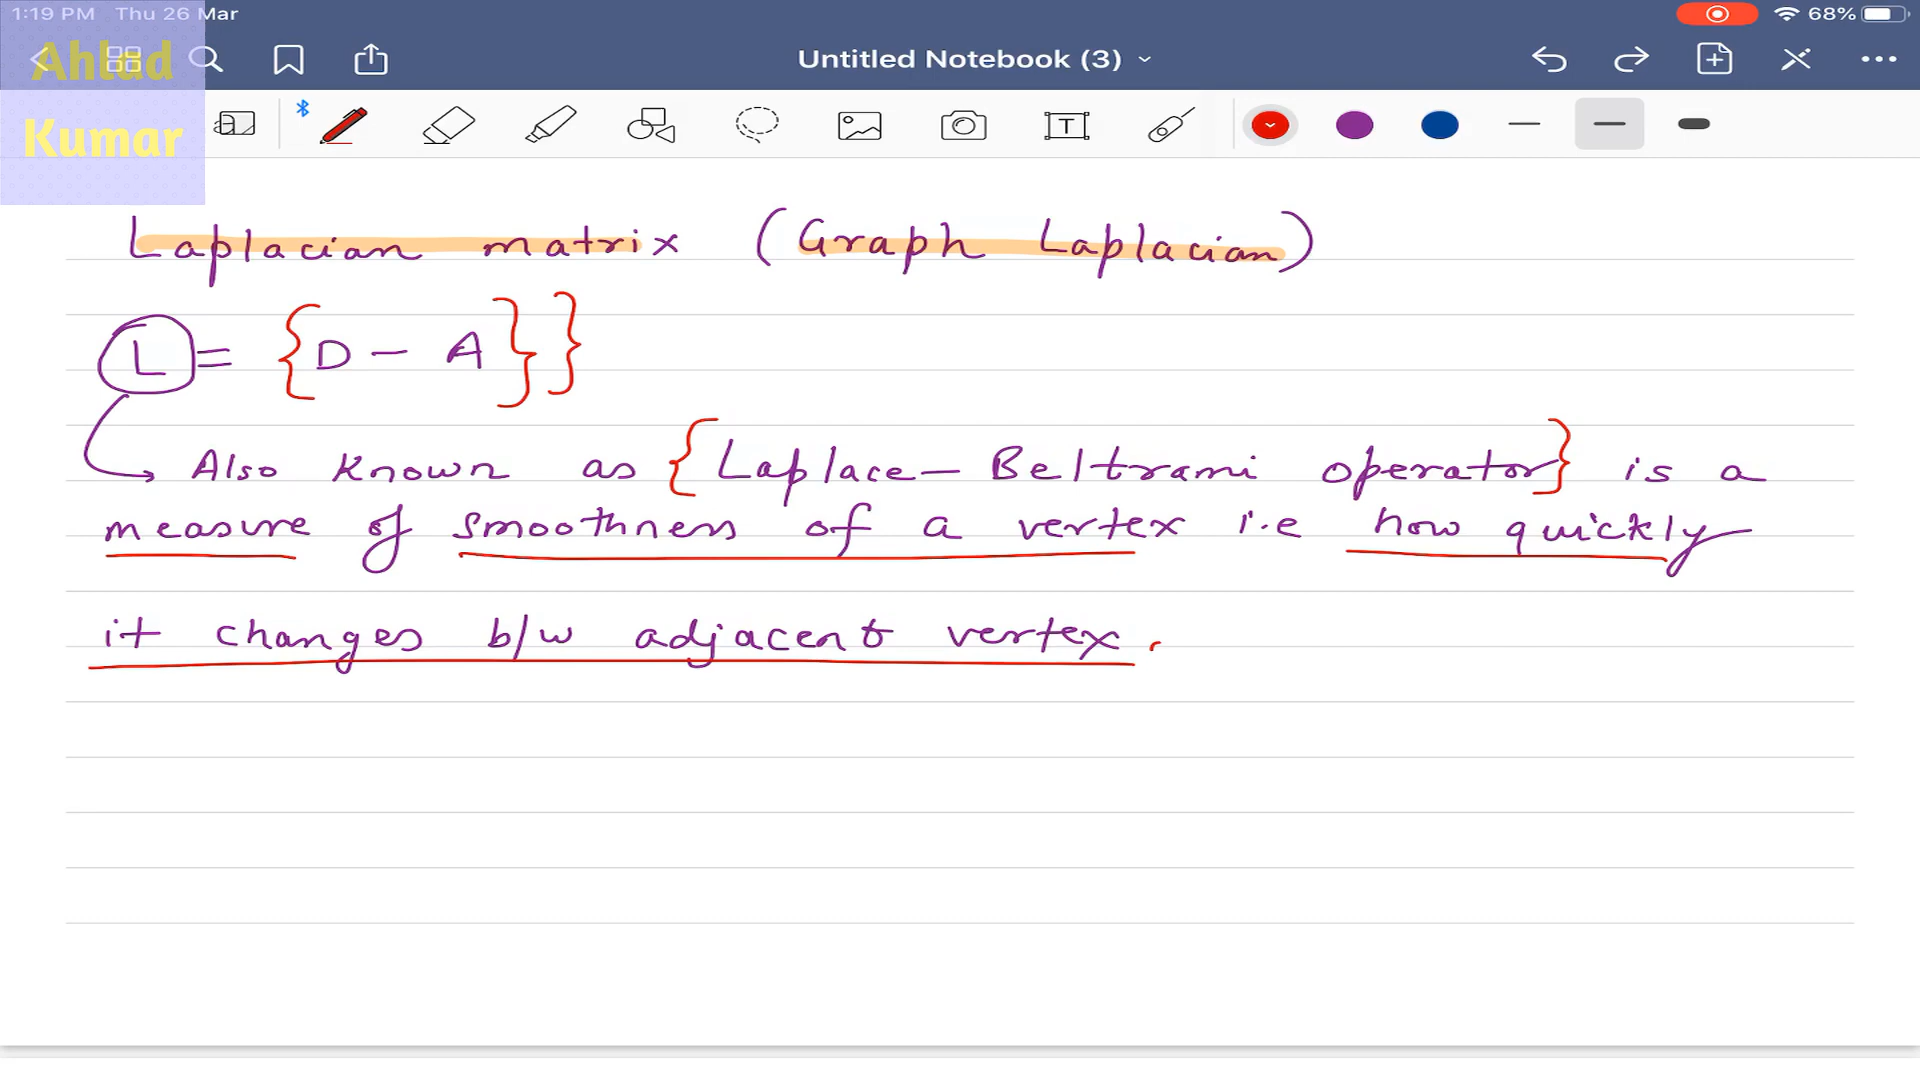 1:19 PM Thu 26 Mar
68%
Ahlad
Kumar
Untitled Notebook (3)
Laplacian matrix (Graph Laplacian)
L = {D - A}}
Also known as {Laplace - Beltrami operator} is a
measure of smoothness of a vertex i.e how quickly
it changes b/w adjacent vertex.